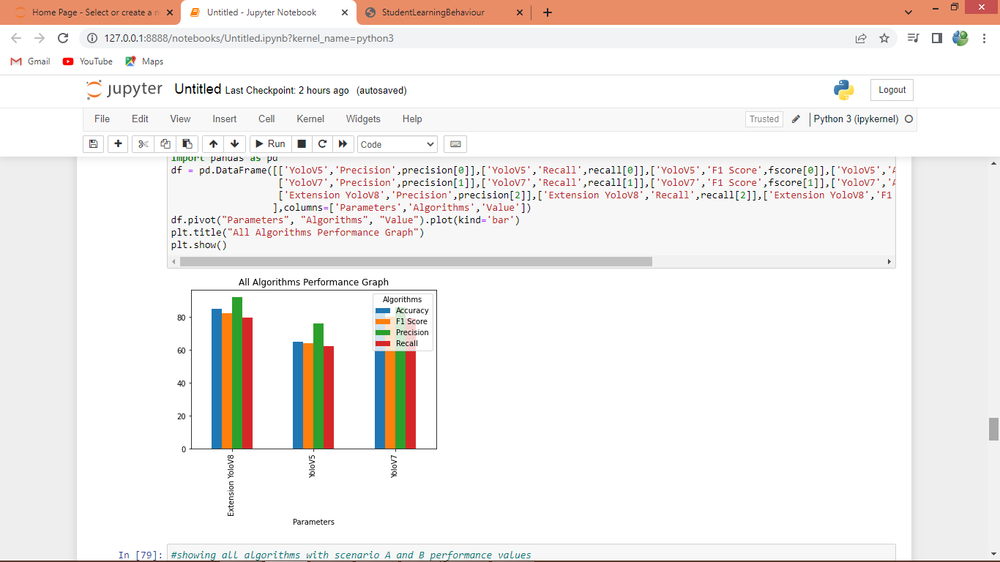 Home Page - Select or create a n
Untitled - Jupyter Notebook
StudentLearningBehaviour
127.0.0.1:8888/notebooks/Untitled.ipynb?kernel_name=python3
Gmail
YouTube
Maps
jupyter
Untitled Last Checkpoint: 2 hours ago (autosaved)
Logout
File Edit View Insert Cell Kernel Widgets Help
Trusted
Python 3 (ipykernel)
Run
Code
import pandas as pd
df = pd.DataFrame([['YoloV5','Precision',precision[0]],['YoloV5','Recall',recall[0]],['YoloV5','F1 Score',fscore[0]],['YoloV5','A
['YoloV7','Precision',precision[1]],['YoloV7','Recall',recall[1]],['YoloV7','F1 Score',fscore[1]],['YoloV7','A
['Extension YoloV8','Precision',precision[2]],['Extension YoloV8','Recall',recall[2]],['Extension YoloV8','F1
],columns=['Parameters','Algorithms','Value'])
df.pivot("Parameters", "Algorithms", "Value").plot(kind='bar')
plt.title("All Algorithms Performance Graph")
plt.show()
All Algorithms Performance Graph
Algorithms
Accuracy
F1 Score
Precision
Recall
80
60
40
20
0
Extension YoloV8
YoloV5
YoloV7
Parameters
In [79]: #showing all algorithms with scenario A and B performance values